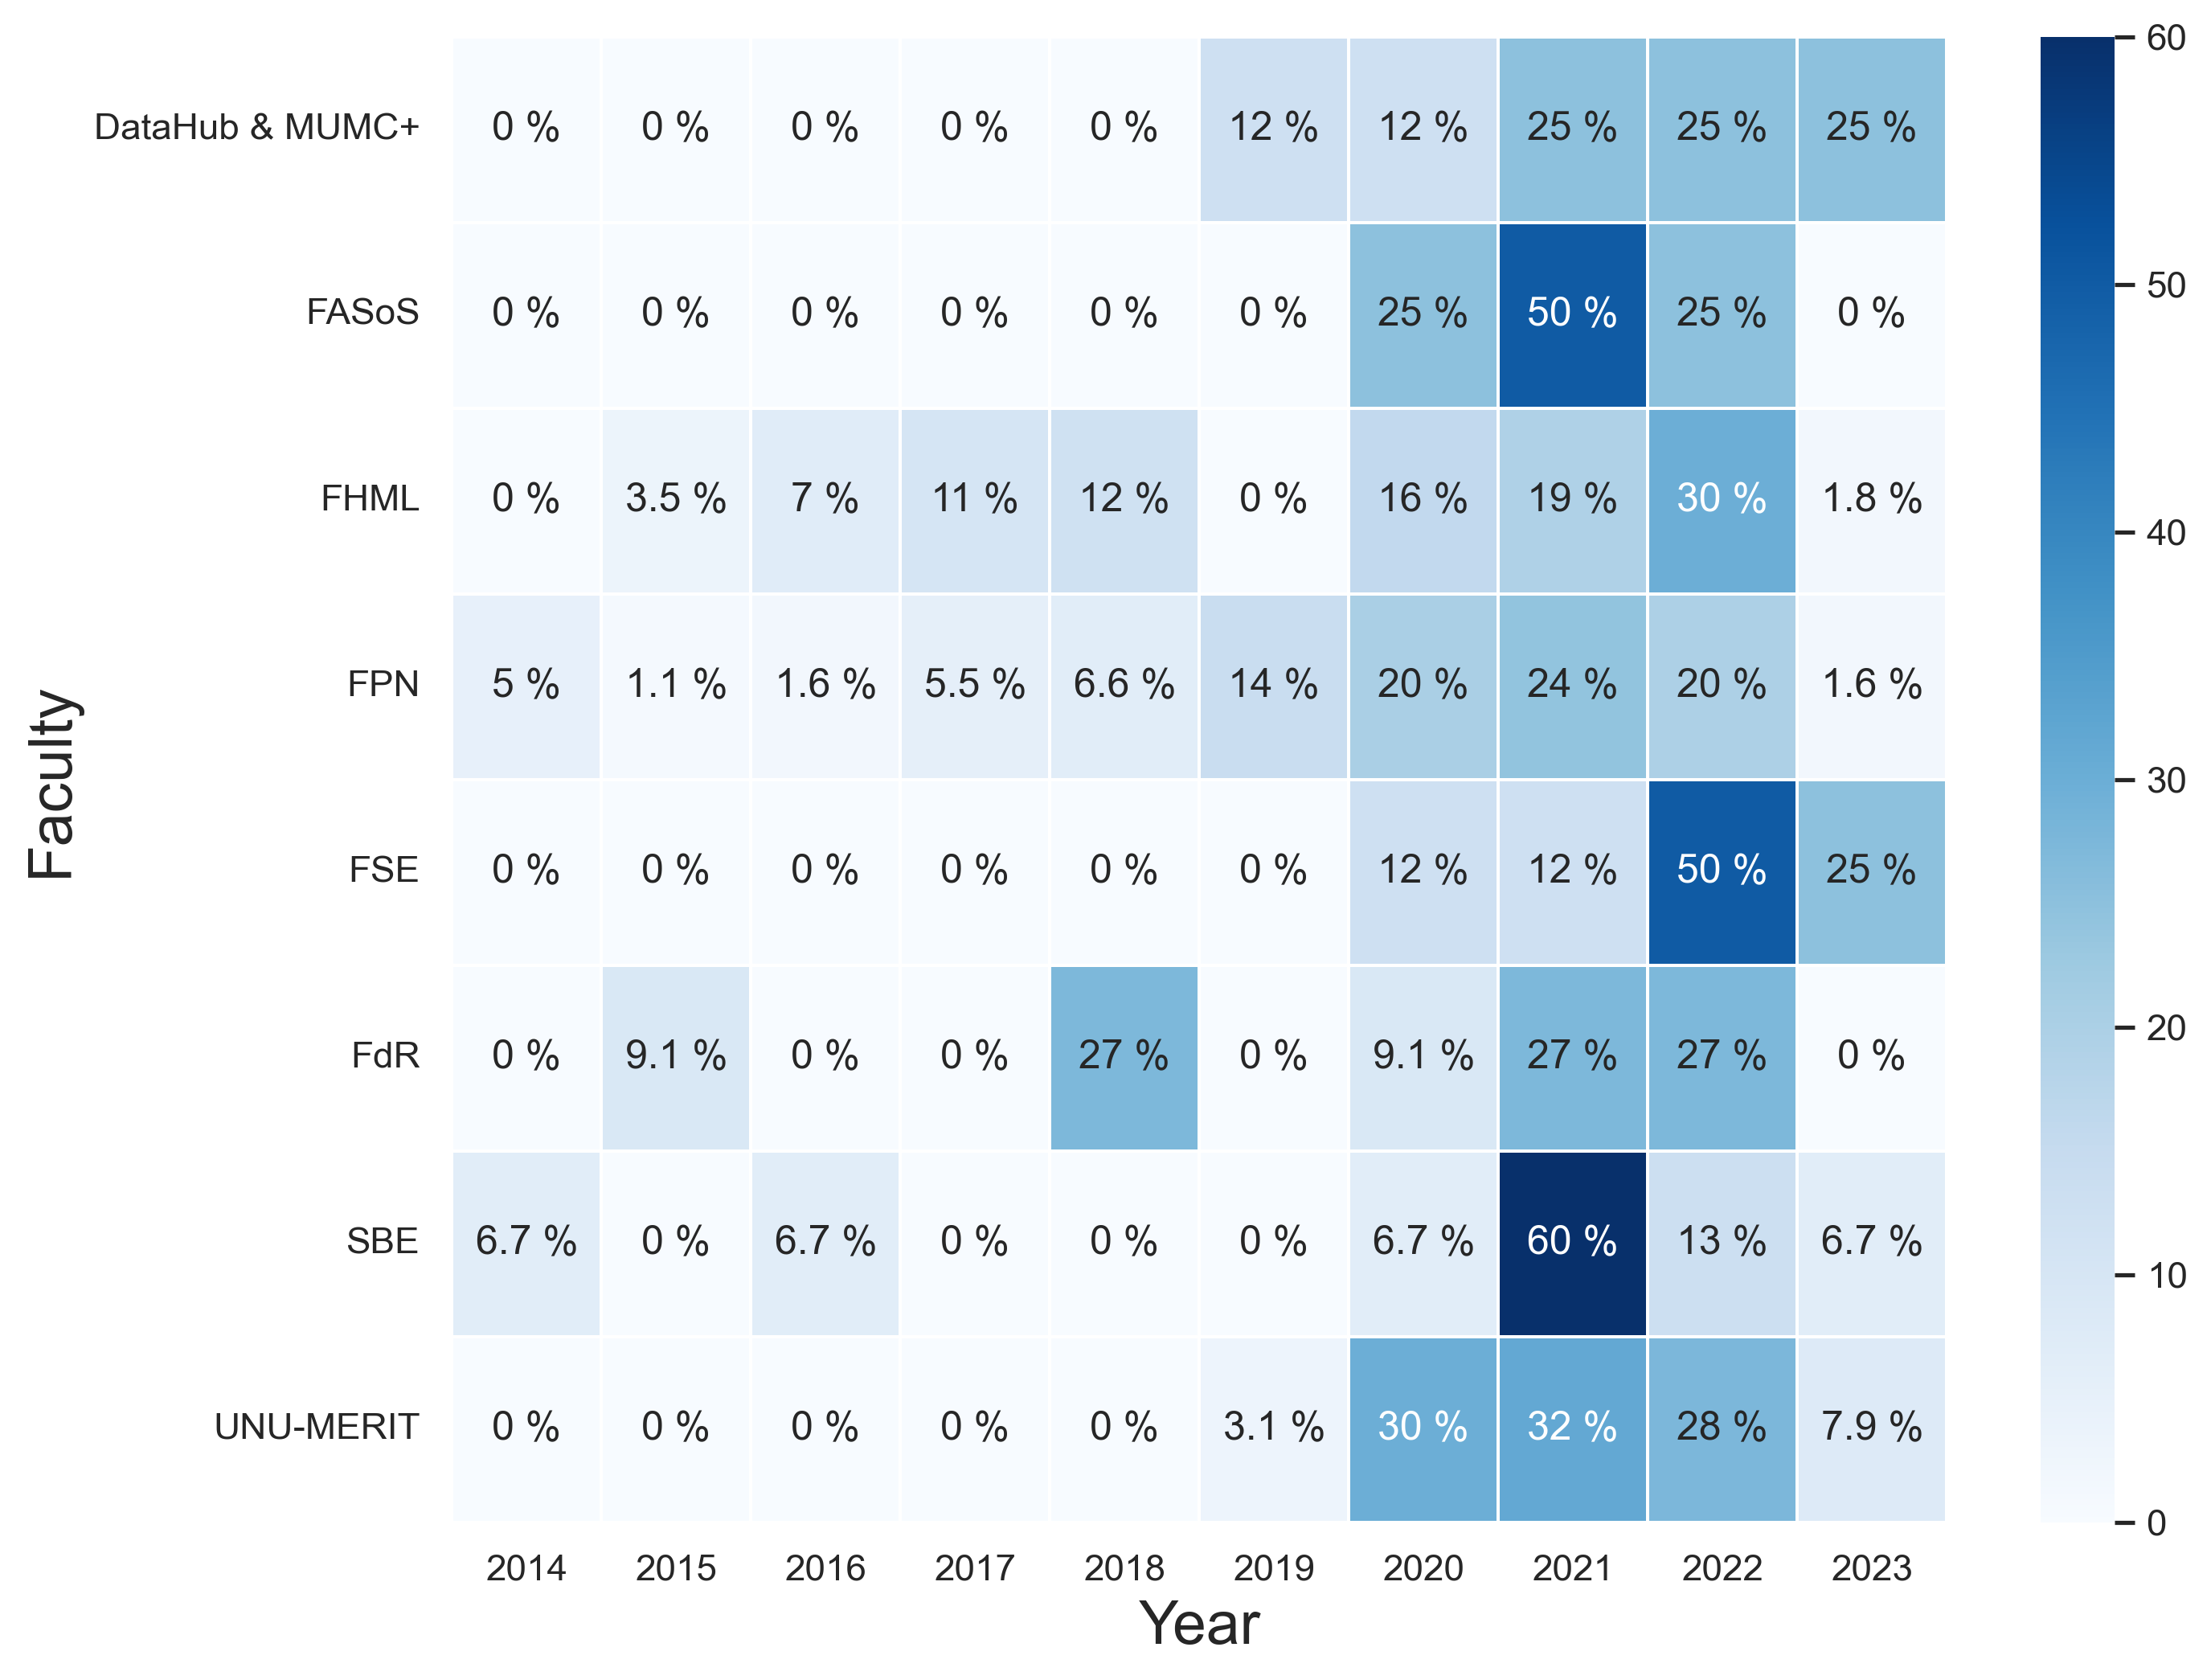 DataHub & MUMC+ 0 % 0 % 0 % 0 % 0 % 12 % 12 % 25 % 25 % 25 %
FASoS 0 % 0 % 0 % 0 % 0 % 0 % 25 % 50 % 25 % 0 %
FHML 0 % 3.5 % 7 % 11 % 12 % 0 % 16 % 19 % 30 % 1.8 %
FPN 5 % 1.1 % 1.6 % 5.5 % 6.6 % 14 % 20 % 24 % 20 % 1.6 %
FSE 0 % 0 % 0 % 0 % 0 % 0 % 12 % 12 % 50 % 25 %
FdR 0 % 9.1 % 0 % 0 % 27 % 0 % 9.1 % 27 % 27 % 0 %
SBE 6.7 % 0 % 6.7 % 0 % 0 % 0 % 6.7 % 60 % 13 % 6.7 %
UNU-MERIT 0 % 0 % 0 % 0 % 0 % 3.1 % 30 % 32 % 28 % 7.9 %
2014 2015 2016 2017 2018 2019 2020 2021 2022 2023
Year
Faculty
60
50
40
30
20
10
0